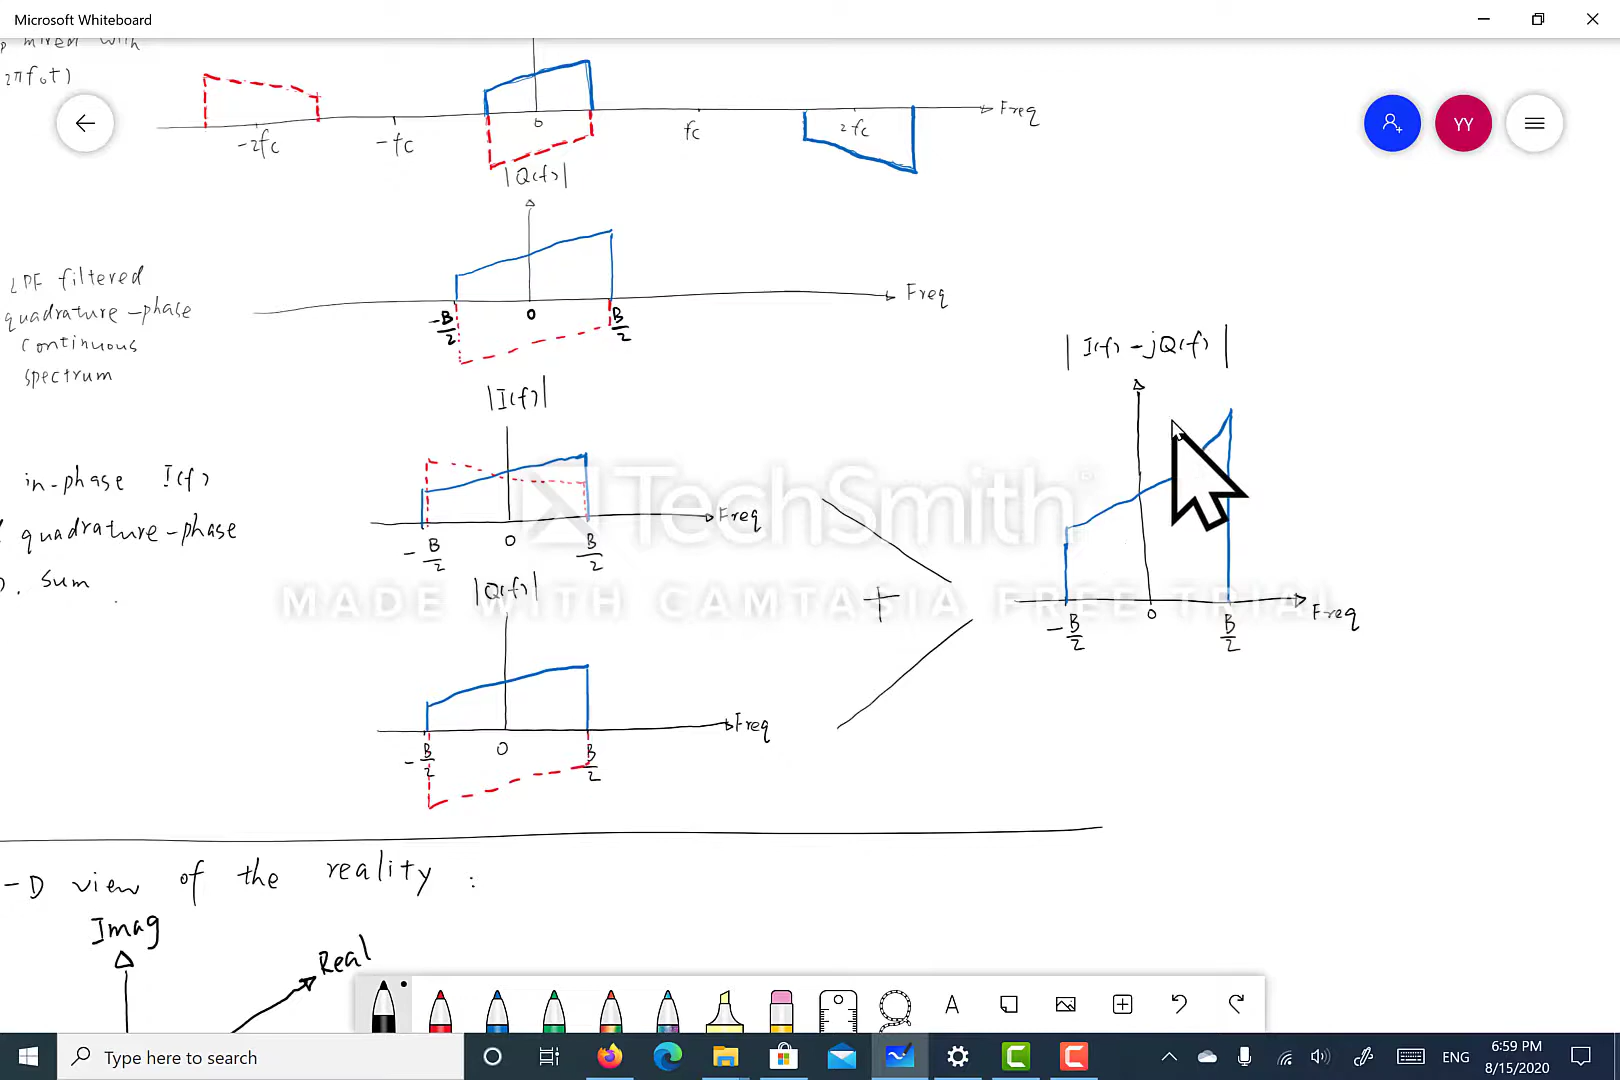 Microsoft Whiteboard
mixed with
2πf₀t)
-2fc
-fc
0
fc
2fc
Freq
YY
|Q(f)|
LPF filtered
quadrature-phase
continuous
spectrum
-B/2
0
B/2
Freq
|I(f)-jQ(f)|
|I(f)|
in-phase I(f)
quadrature-phase
sum
-B/2
0
B/2
Freq
TechSmith
MADE WITH CAMTASIA FREE TRIAL
|Q(f)|
+
-B/2
0
B/2
Freq
-B/2
0
B/2
Freq
-D view of the reality :
Imag
Real
A
Type here to search
ENG
6:59 PM
8/15/2020